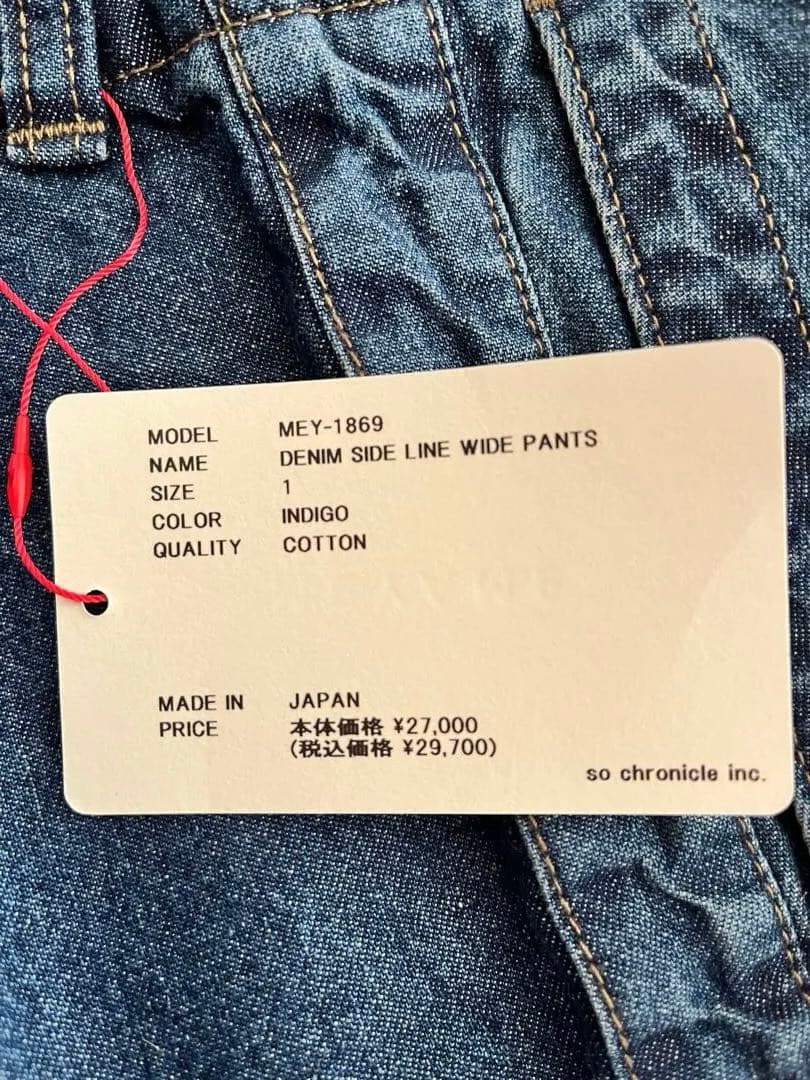 MODEL MEY-1869
NAME DENIM SIDE LINE WIDE PANTS
SIZE 1
COLOR INDIGO
QUALITY COTTON
MADE IN JAPAN
PRICE 本体価格 ¥27,000
(税込価格 ¥29,700)
so chronicle inc.